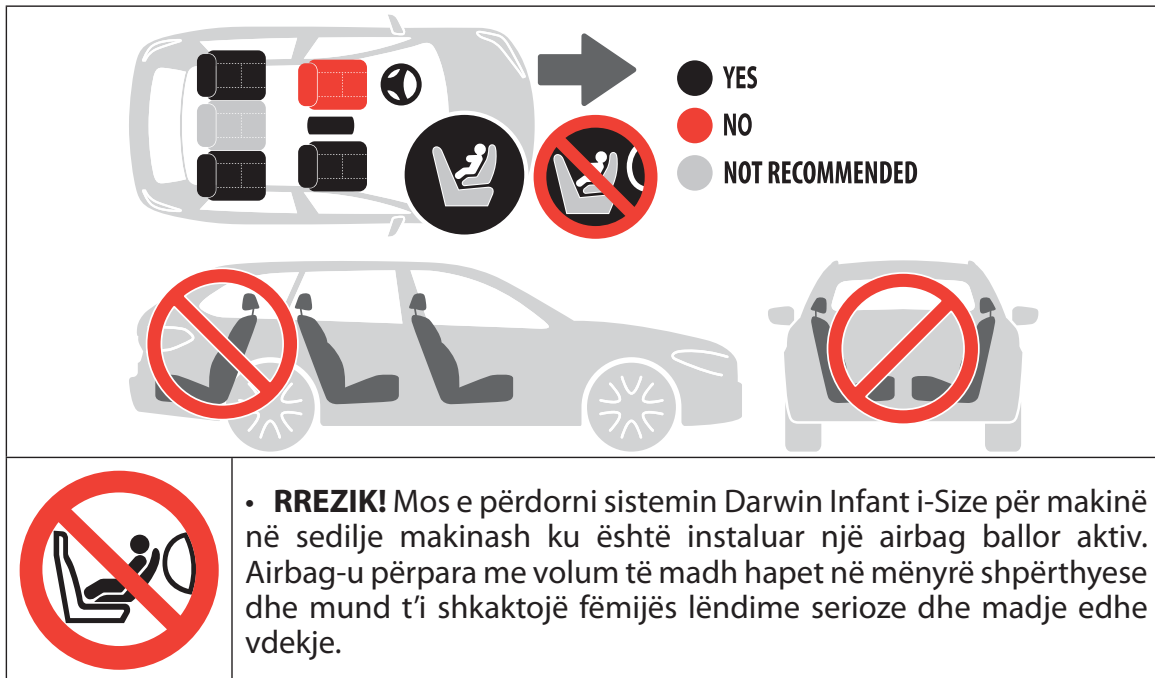 YES
NO
NOT RECOMMENDED
• RREZIK! Mos e përdorni sistemin Darwin Infant i-Size për makinë
në sedilje makinash ku është instaluar një airbag ballor aktiv.
Airbag-u përpara me volum të madh hapet në mënyrë shpërthyese
dhe mund t’i shkaktojë fëmijës lëndime serioze dhe madje edhe
vdekje.